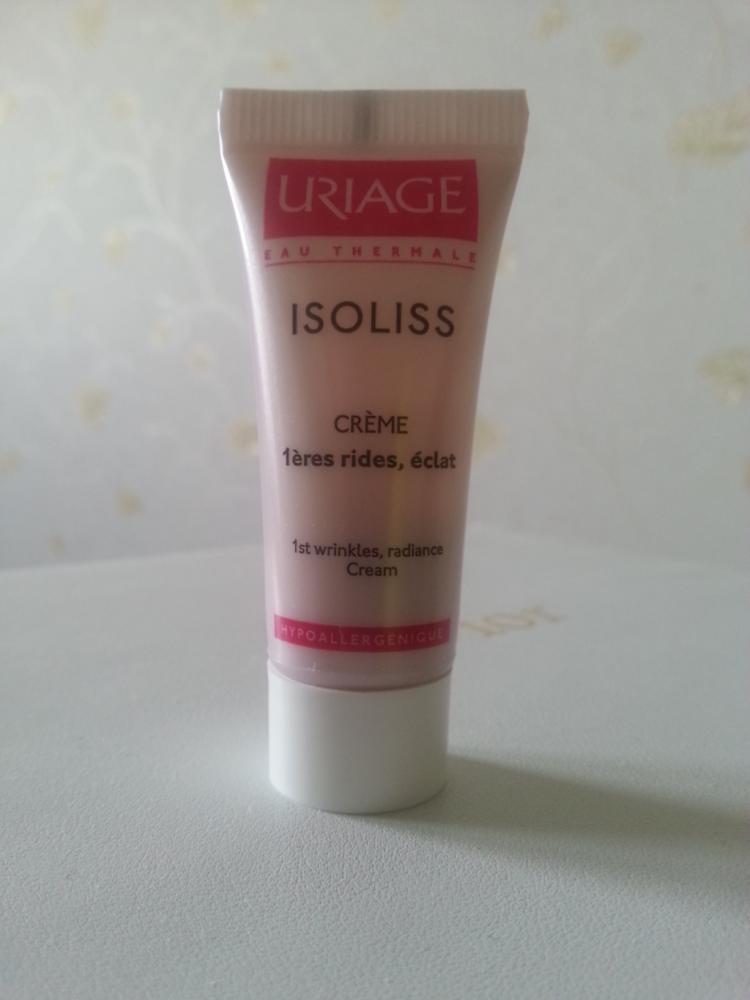 URIAGE
EAU THERMALE
ISOLISS
CRÈME
1ères rides, éclat
1st wrinkles, radiance
Cream
HYPOALLERGÉNIQUE